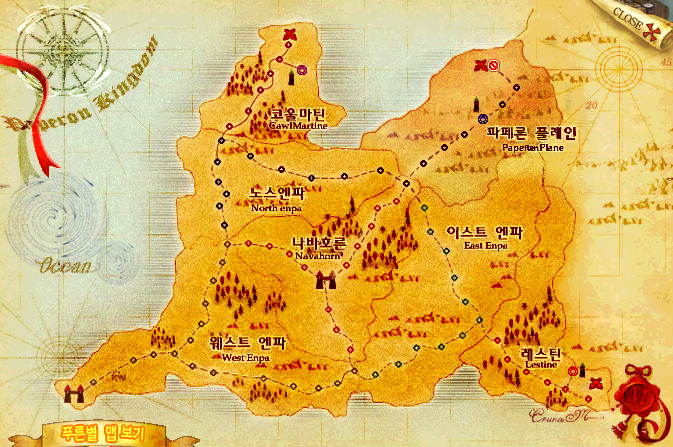 CLOSE
45
Paperon Kingdom
20
코올마틴
CawlMartine
파페론 플레인
PaperonPlane
노스엔파
North enpa
이스트 엔파
East Enpa
나바호른
Navahorn
Ocean
웨스트 엔파
West Enpa
레스틴
Lestine
푸른별 맵 보기